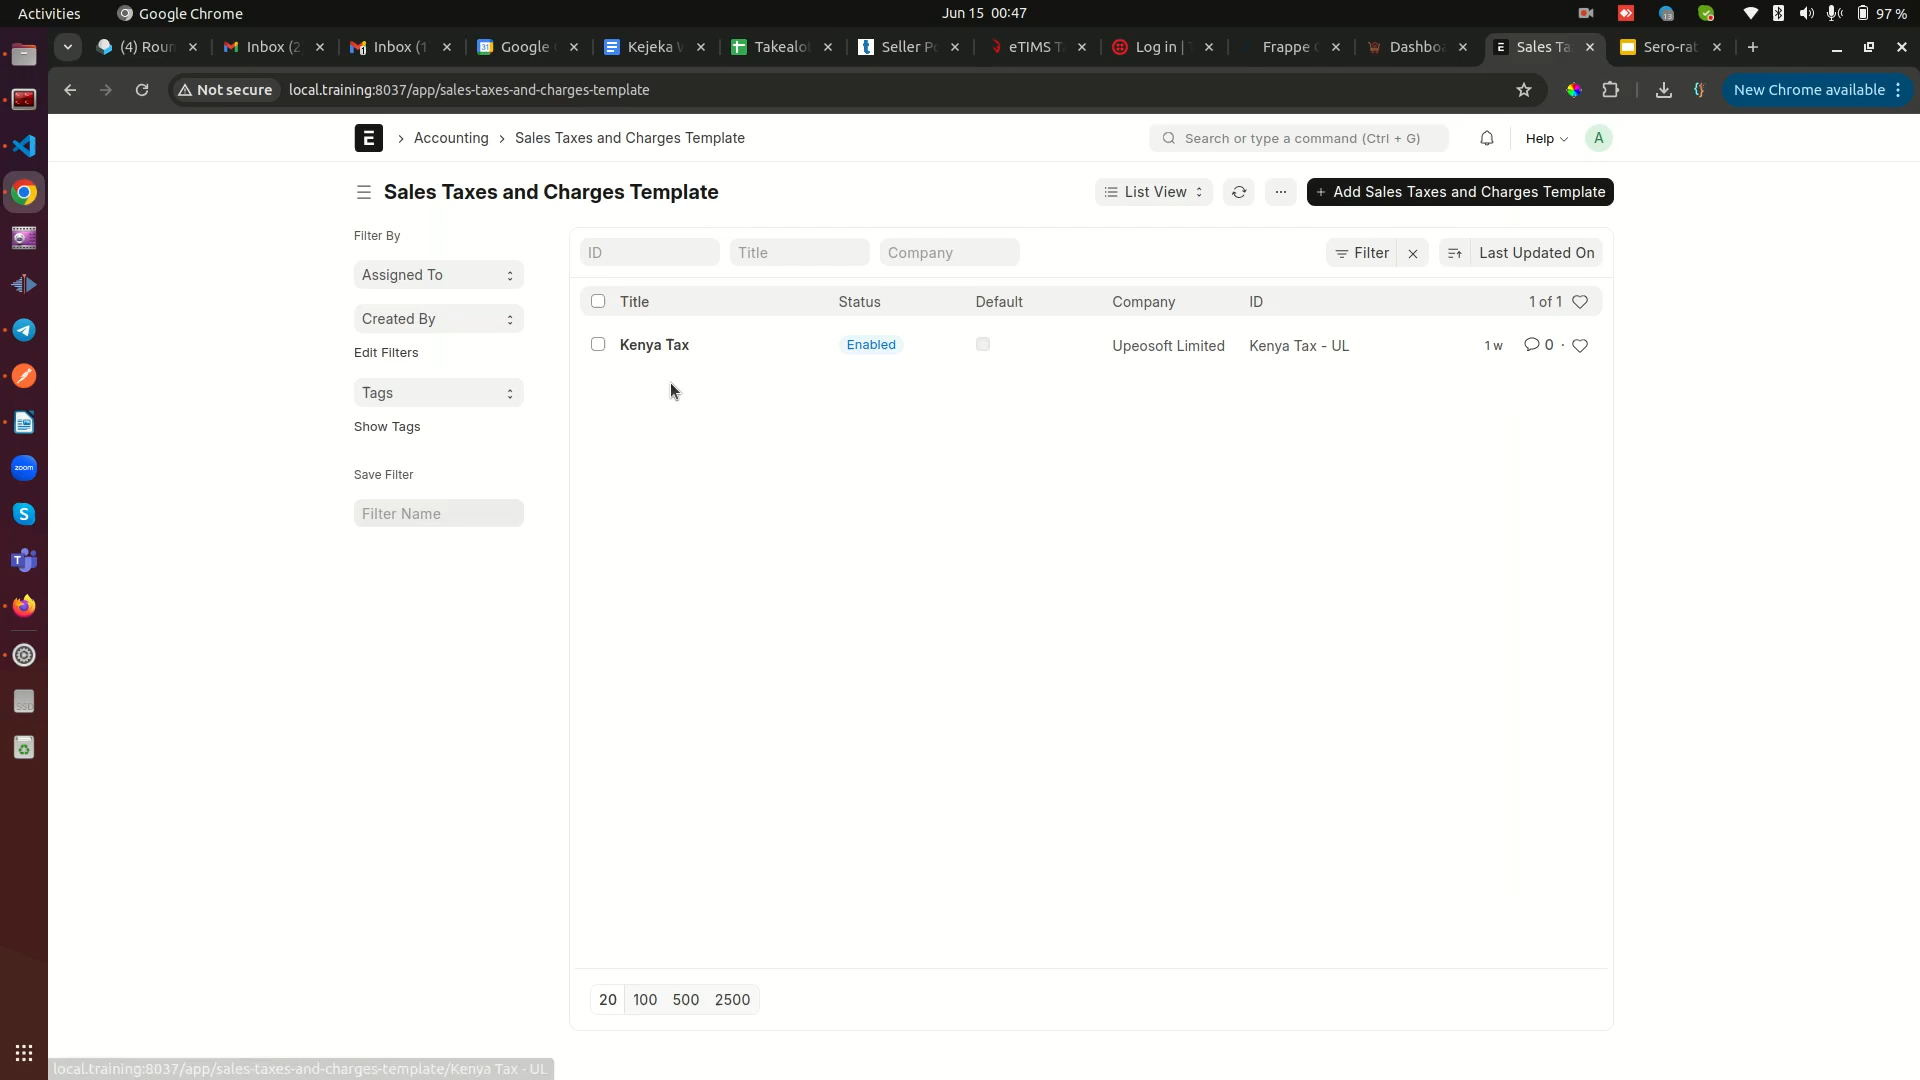 Activities
Google Chrome
Jun 15 00:47
97 %
(4) Roun
Inbox (2
Inbox (1
Google
Kejeka
Takealo
Seller P
eTIMS T
Log in |
Frappe
Dashbo
Sales Ta
Sero-rat
Not secure
local.training:8037/app/sales-taxes-and-charges-template
New Chrome available
E
Accounting
Sales Taxes and Charges Template
Search or type a command (Ctrl + G)
Help
A
Sales Taxes and Charges Template
List View
+ Add Sales Taxes and Charges Template
Filter By
Assigned To
Created By
Edit Filters
Tags
Show Tags
Save Filter
Filter Name
ID
Title
Company
Filter
Last Updated On
Title
Status
Default
Company
ID
1 of 1
Kenya Tax
Enabled
Upeosoft Limited
Kenya Tax - UL
1 w
0
20
100
500
2500
local.training:8037/app/sales-taxes-and-charges-template/Kenya Tax - UL
zoom
SSD